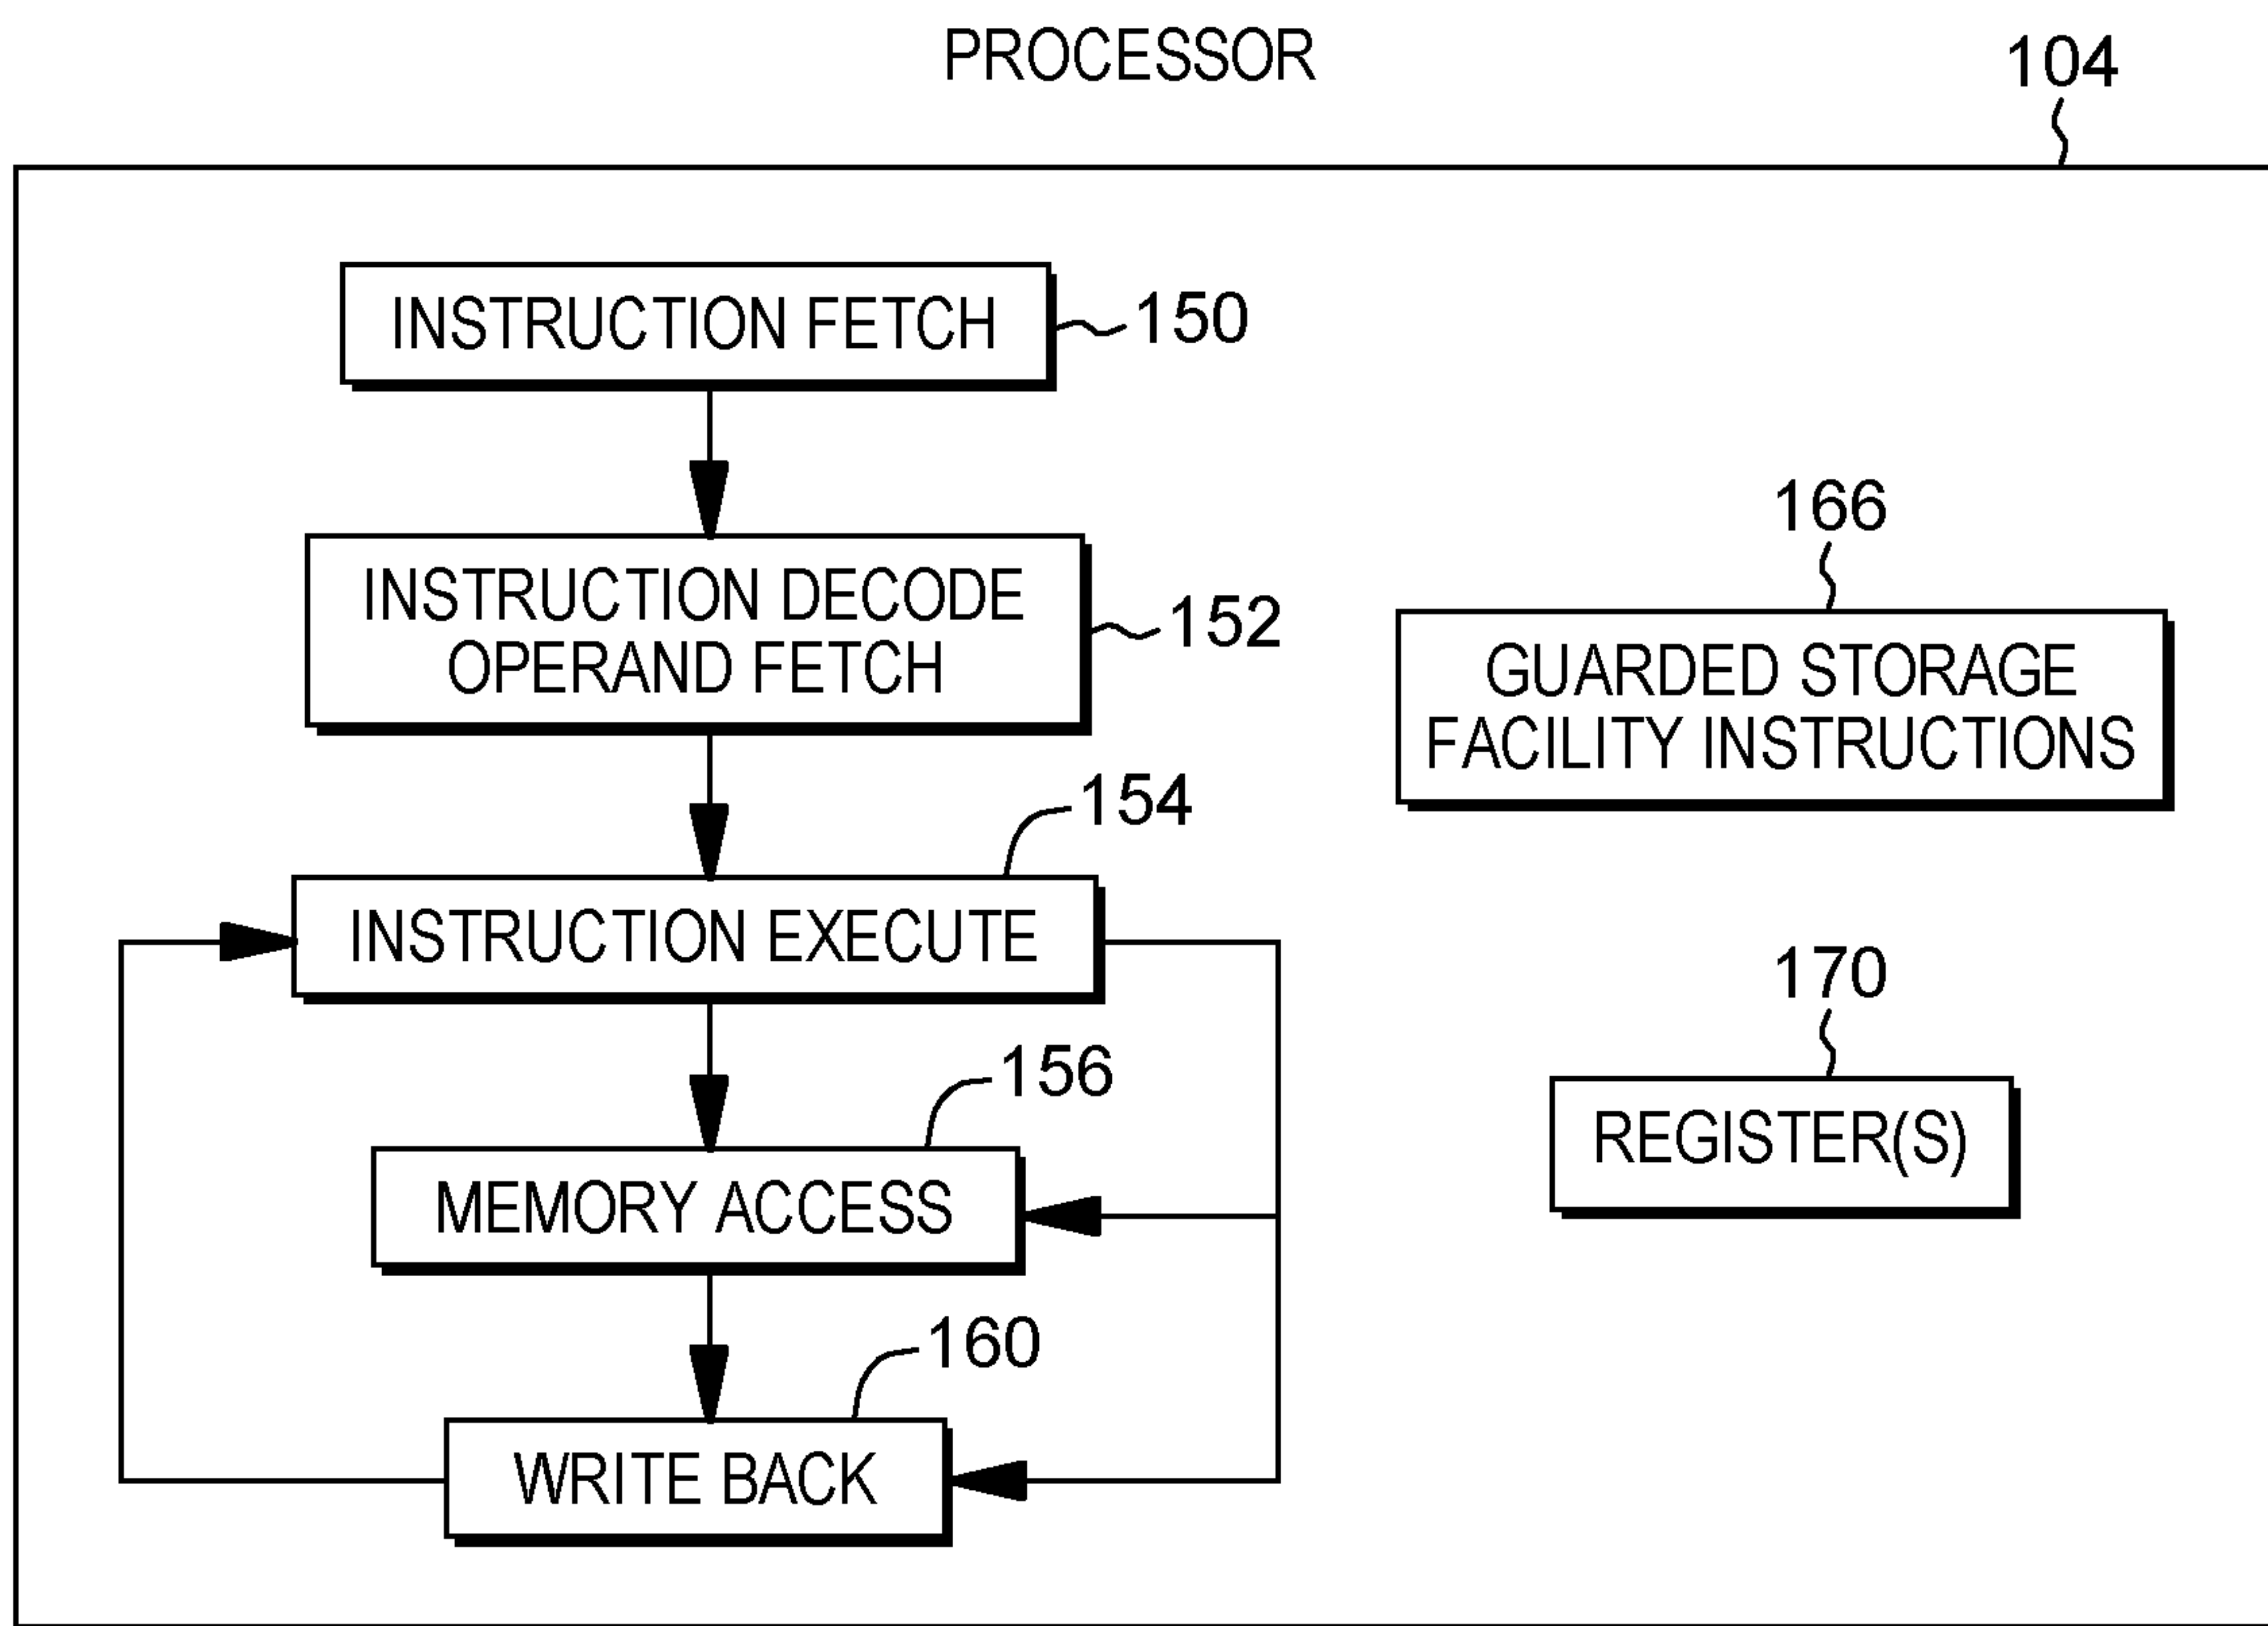 PROCESSOR
104
INSTRUCTION FETCH
150
INSTRUCTION DECODE
OPERAND FETCH
152
154
INSTRUCTION EXECUTE
156
MEMORY ACCESS
160
WRITE BACK
166
GUARDED STORAGE
FACILITY INSTRUCTIONS
170
REGISTER(S)